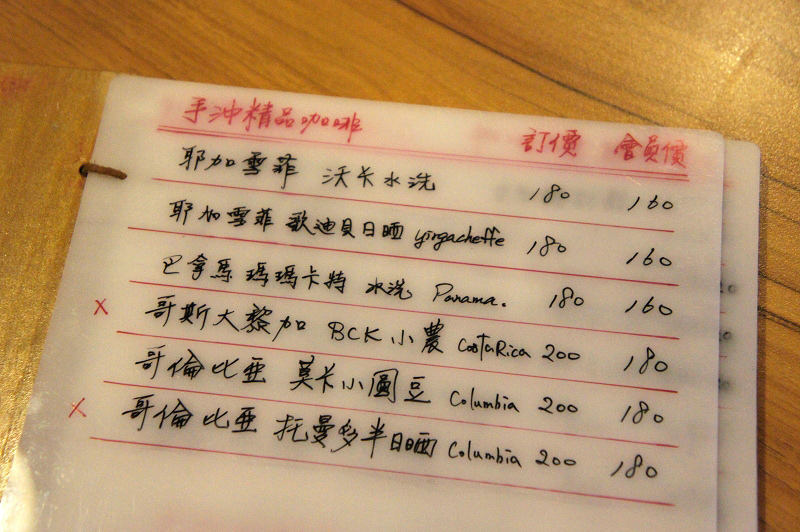 手沖精品咖啡 訂價 會員價
耶加雪菲 沃卡水洗 180 160
耶加雪菲 歌迪貝日晒 yirgacheffe 180 160
巴拿馬 瑪瑪卡特 水洗 Panama. 180 160
X 哥斯大黎加 BCK小農 CostaRica 200 180
哥倫比亞 莫卡小圓豆 Columbia 200 180
X 哥倫比亞 托曼多半日晒 Columbia 200 180